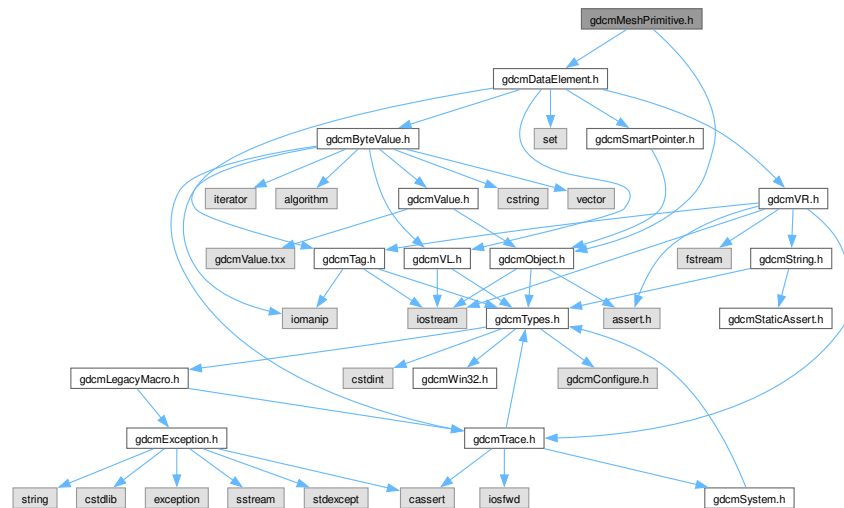 gdcmMeshPrimitive.h
gdcmDataElement.h
gdcmByteValue.h
set
gdcmSmartPointer.h
iterator
algorithm
gdcmValue.h
cstring
vector
gdcmVR.h
gdcmValue.txx
gdcmTag.h
gdcmVL.h
gdcmObject.h
fstream
gdcmString.h
iomanip
iostream
gdcmTypes.h
assert.h
gdcmStaticAssert.h
gdcmLegacyMacro.h
cstdint
gdcmWin32.h
gdcmConfigure.h
gdcmException.h
gdcmTrace.h
string
cstdlib
exception
sstream
stdexcept
cassert
iosfwd
gdcmSystem.h